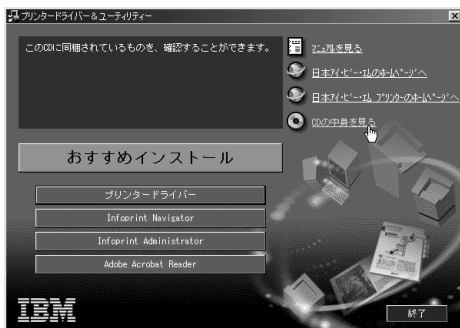 プリンタードライバー＆ユーティリティー
このCDに同梱されているものを、確認することができます。
ﾏﾆｭｱﾙを見る
日本ｱｲ･ﾋﾞｰ･ｴﾑのﾎｰﾑﾍﾟｰｼﾞへ
日本ｱｲ･ﾋﾞｰ･ｴﾑ ﾌﾟﾘﾝﾀｰのﾎｰﾑﾍﾟｰｼﾞへ
CDの中身を見る
おすすめインストール
プリンタードライバー
Infoprint Navigator
Infoprint Administrator
Adobe Acrobat Reader
IBM
終了